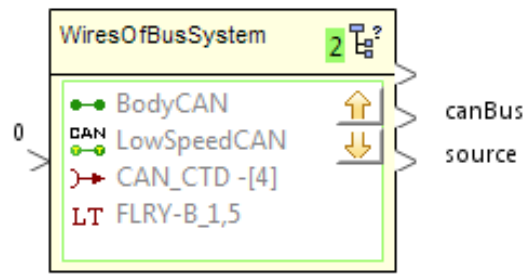 WiresOfBusSystem 2 ?
BodyCAN
CAN LowSpeedCAN
CAN_CTD -[4]
LT FLRY-B_1,5
0
canBus
source